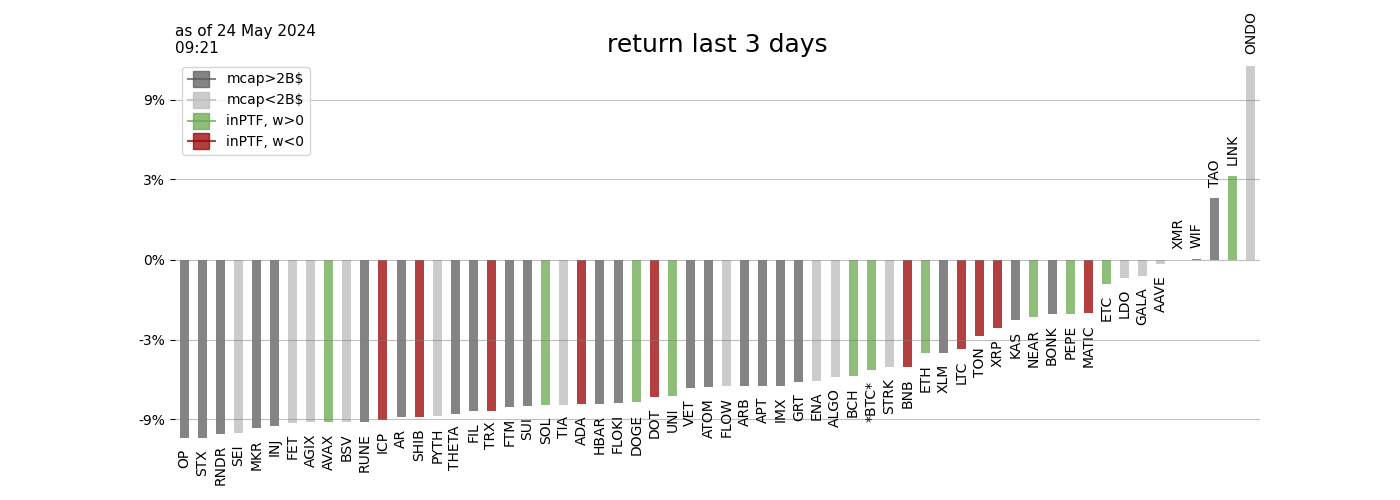 as of 24 May 2024
09:21
return last 3 days
mcap>2B$
mcap<2B$
inPTF, w>0
inPTF, w<0
9%
3%
0%
-3%
-9%
OP
STX
RNDR
SEI
MKR
INJ
FET
AGIX
AVAX
BSV
RUNE
ICP
AR
SHIB
PYTH
THETA
FIL
TRX
FTM
SUI
SOL
TIA
ADA
HBAR
FLOKI
DOGE
DOT
UNI
VET
ATOM
FLOW
ARB
APT
IMX
GRT
ENA
ALGO
BCH
*BTC*
STRK
BNB
ETH
XLM
LTC
TON
XRP
KAS
NEAR
BONK
PEPE
MATIC
ETC
LDO
GALA
AAVE
XMR
WIF
TAO
LINK
ONDO